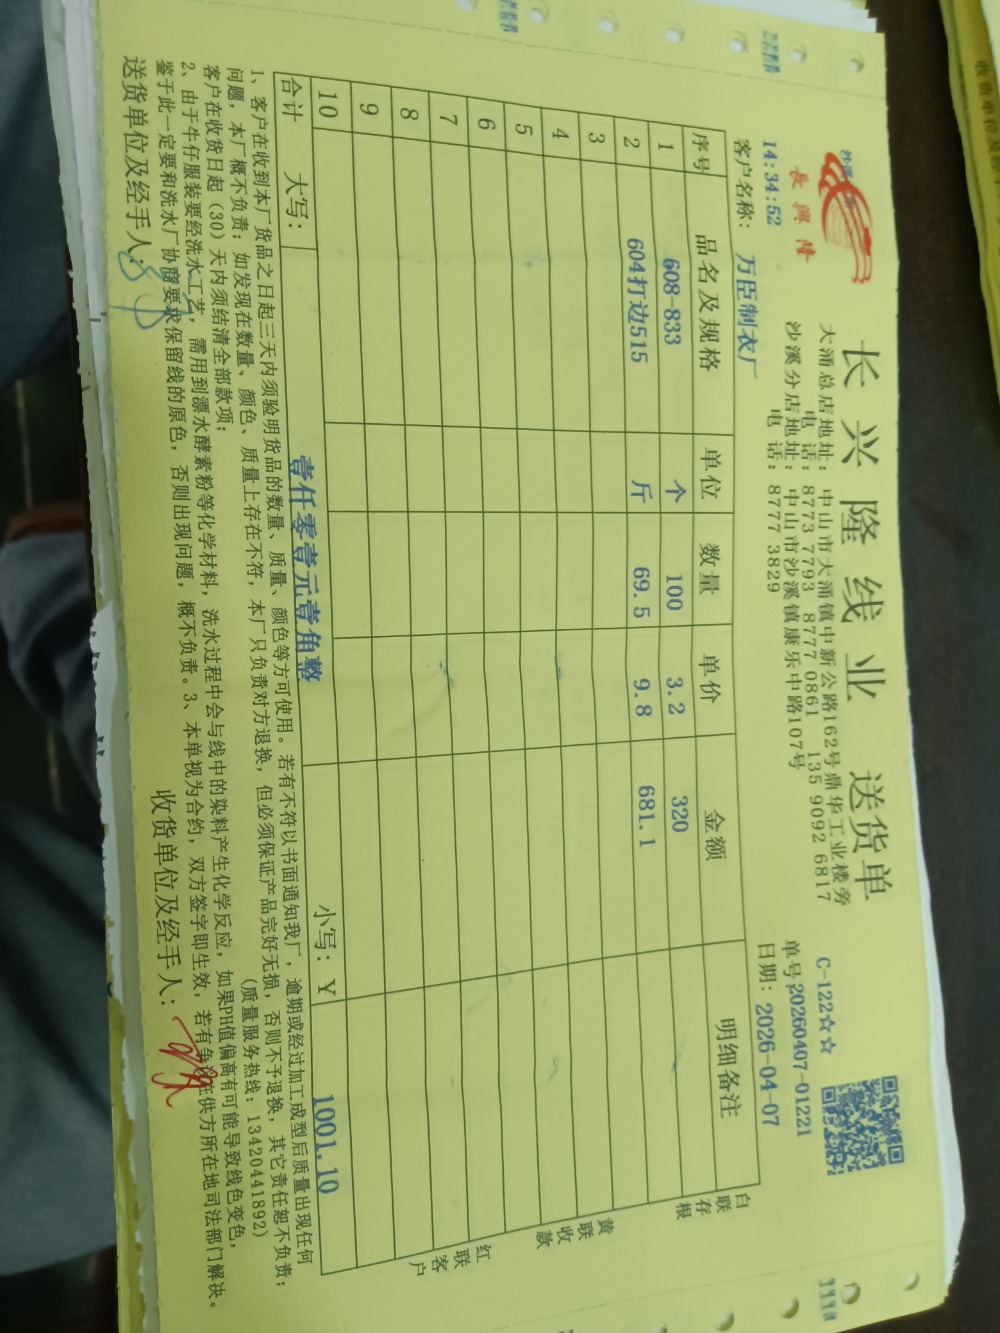 长兴隆线业 送货单
長興隆
大涌总店地址：中山市大涌镇中新公路162号鼎华工业楼旁
电 话：8773 7793 8777 0861 135 9092 6817
沙溪分店地址：中山市沙溪镇康乐中路107号
电 话：8777 3829
C-122☆☆
单号:20260407-01221
14:34:52
日期：2026-04-07
客户名称：万臣制衣厂
序号 品名及规格 单位 数量 单价 金额 明细备注
1 608-833 个 100 3.2 320
2 604打边515 斤 69.5 9.8 681.1
3
4
5
6
7
8
9
10
合计 大写：壹仟零壹元壹角整 小写：￥ 1001.10
白联存根
黄联收款
红联客户
1、客户在收到本厂货品之日起三天内须验明货品的数量、质量、颜色等方可使用。若有不符以书面通知我厂，逾期或经过加工成型后质量出现任何
问题，本厂概不负责；如发现在数量、颜色、质量上存在不符，本厂只负责对方退换，但必须保证产品完好无损，否则不予退换，其它责任恕不负责；
客户在收货日起（30）天内须结清全部款项； （质量服务热线：13420441892）
2、由于牛仔服装要经洗水工艺，需用到漂水酵素粉等化学材料，洗水过程中会与线中的染料产生化学反应，如果PH值偏高有可能导致线色变色，
鉴于此一定要和洗水厂协商要求保留线的原色，否则出现问题，概不负责。3、本单视为合约，双方签字即生效，若有争议在供方所在地司法部门解决。
送货单位及经手人： 收货单位及经手人：